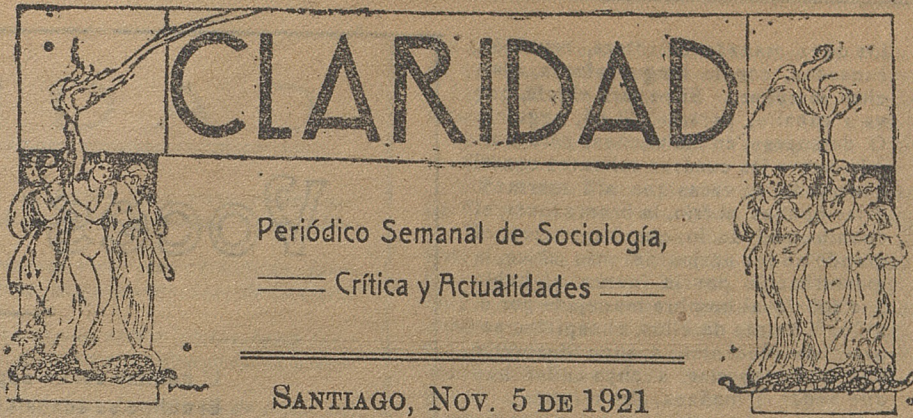 CLARIDAD
Periódico Semanal de Sociología,
Crítica y Actualidades
SANTIAGO, NOV. 5 DE 1921